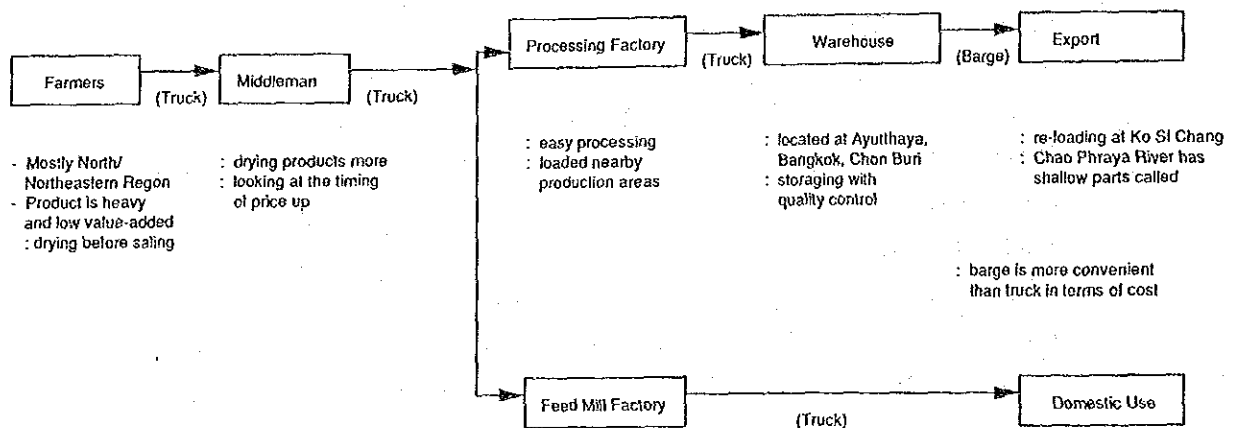 Farmers
(Truck)
Middleman
(Truck)
Processing Factory
(Truck)
Warehouse
(Barge)
Export
- Mostly North/
Northeastern Regon
- Product is heavy
and low value-added
: drying before saling
: drying products more
: looking at the timing
of price up
: easy processing
: loaded nearby
production areas
: located at Ayutthaya,
Bangkok, Chon Buri
: storaging with
quality control
: re-loading at Ko Si Chang
: Chao Phraya River has
shallow parts called
: barge is more convenient
than truck in terms of cost
Feed Mill Factory
(Truck)
Domestic Use